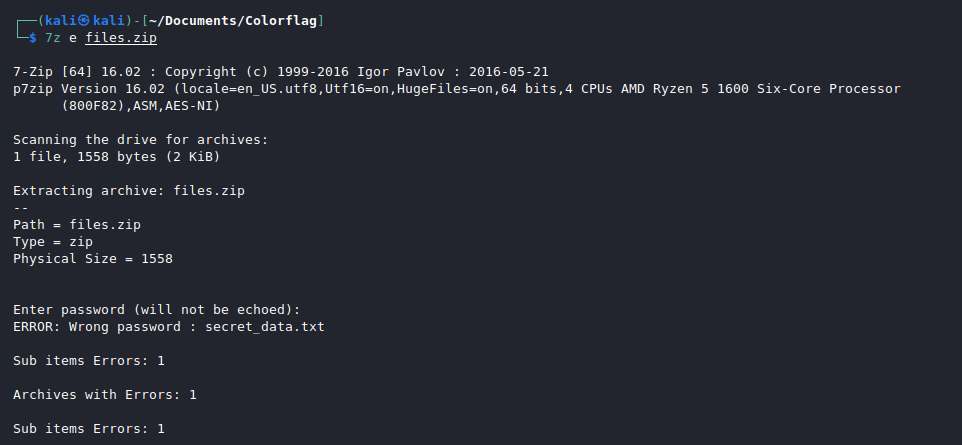 ┌──(kali㉿kali)-[~/Documents/Colorflag]
└─$ 7z e files.zip
7-Zip [64] 16.02 : Copyright (c) 1999-2016 Igor Pavlov : 2016-05-21
p7zip Version 16.02 (locale=en_US.utf8,Utf16=on,HugeFiles=on,64 bits,4 CPUs AMD Ryzen 5 1600 Six-Core Processor
(800F82),ASM,AES-NI)
Scanning the drive for archives:
1 file, 1558 bytes (2 KiB)
Extracting archive: files.zip
--
Path = files.zip
Type = zip
Physical Size = 1558
Enter password (will not be echoed):
ERROR: Wrong password : secret_data.txt
Sub items Errors: 1
Archives with Errors: 1
Sub items Errors: 1